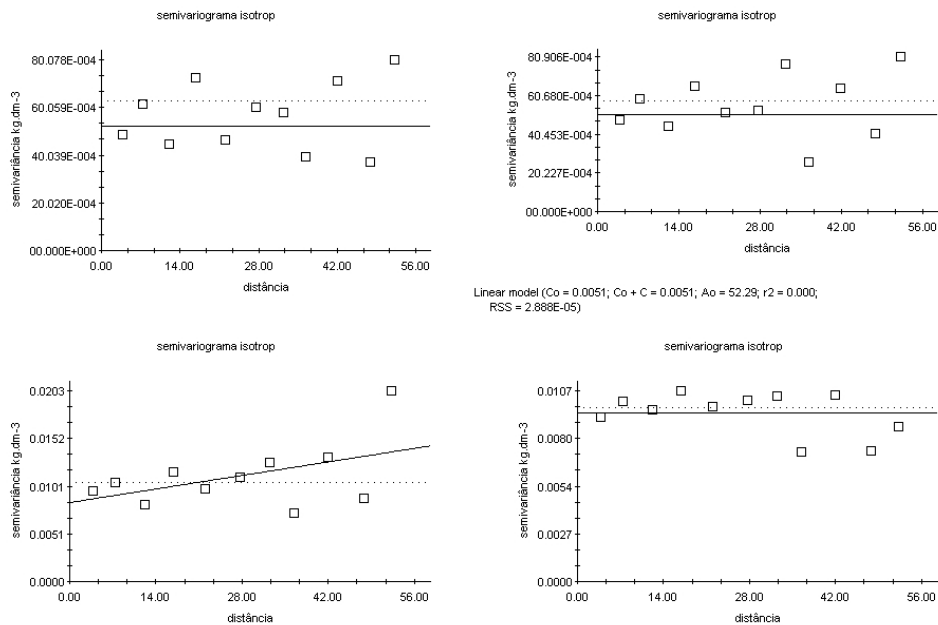 semivariograma isotrop
semivariância kg.dm-3
80.078E-004
60.059E-004
40.039E-004
20.020E-004
00.000E+000
0.00 14.00 28.00 42.00 56.00
distância
semivariograma isotrop
semivariância kg.dm-3
80.906E-004
60.680E-004
40.453E-004
20.227E-004
00.000E+000
0.00 14.00 28.00 42.00 56.00
distância
Linear model (Co = 0.0051; Co + C = 0.0051; Ao = 52.29; r2 = 0.000;
RSS = 2.888E-05)
semivariograma isotrop
semivariância kg.dm-3
0.0203
0.0152
0.0101
0.0051
0.0000
0.00 14.00 28.00 42.00 56.00
distância
semivariograma isotrop
semivariância kg.dm-3
0.0107
0.0080
0.0054
0.0027
0.0000
0.00 14.00 28.00 42.00 56.00
distância